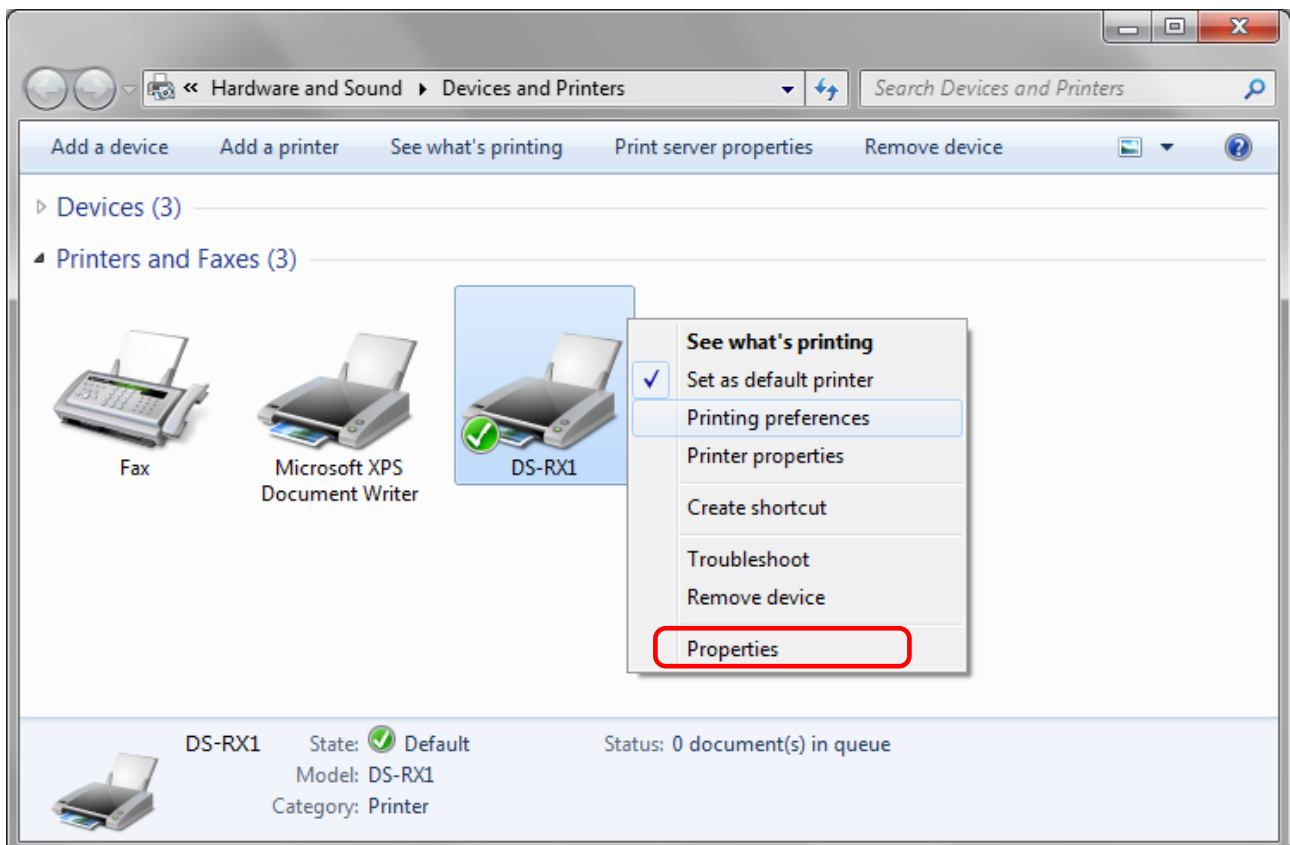 « Hardware and Sound ▸ Devices and Printers
Search Devices and Printers
Add a device Add a printer See what's printing Print server properties Remove device
Devices (3)
Printers and Faxes (3)
Fax
Microsoft XPS
Document Writer
DS-RX1
See what's printing
Set as default printer
Printing preferences
Printer properties
Create shortcut
Troubleshoot
Remove device
Properties
DS-RX1 State: Default Status: 0 document(s) in queue
Model: DS-RX1
Category: Printer